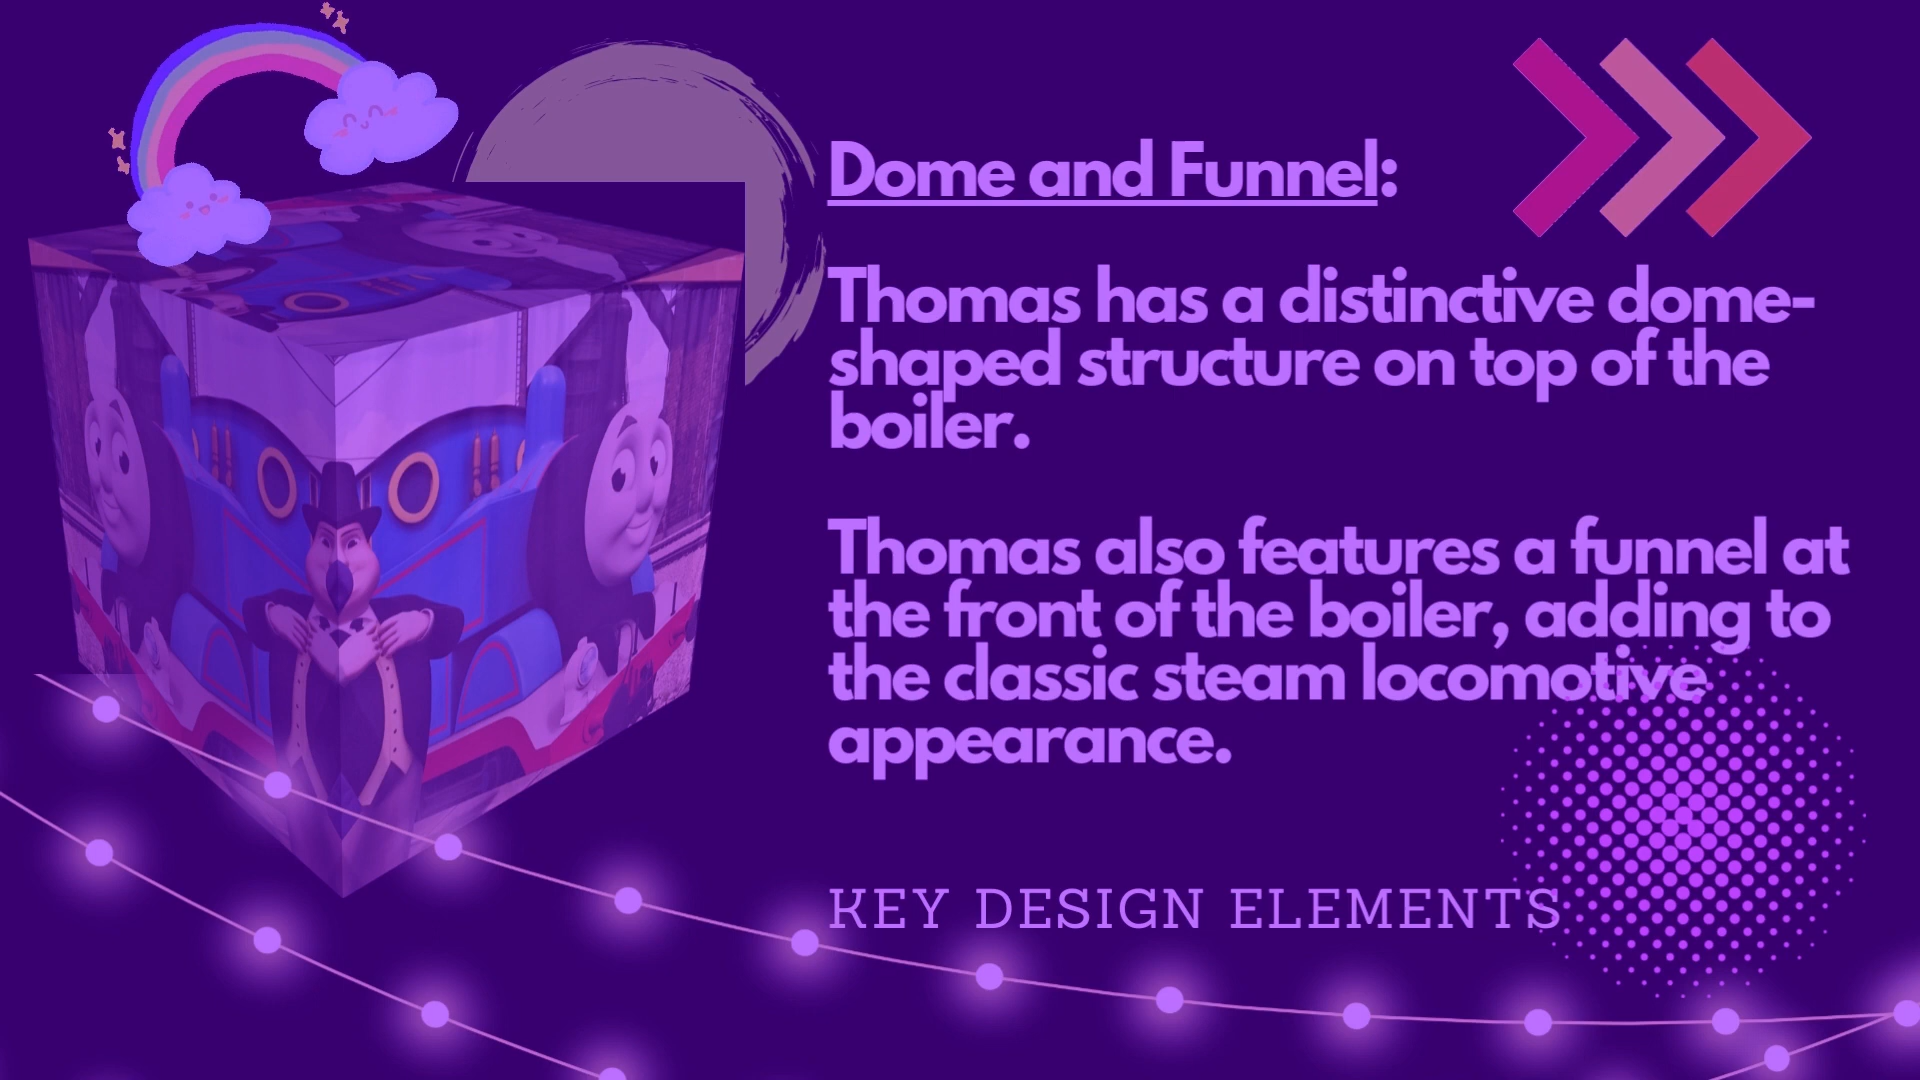 Dome and Funnel:
Thomas has a distinctive dome-
shaped structure on top of the
boiler.
Thomas also features a funnel at
the front of the boiler, adding to
the classic steam locomotive
appearance.
KEY DESIGN ELEMENTS